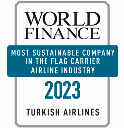 WORLD
FINANCE
MOST SUSTAINABLE COMPANY
IN THE FLAG CARRIER
AIRLINE INDUSTRY
2023
TURKISH AIRLINES